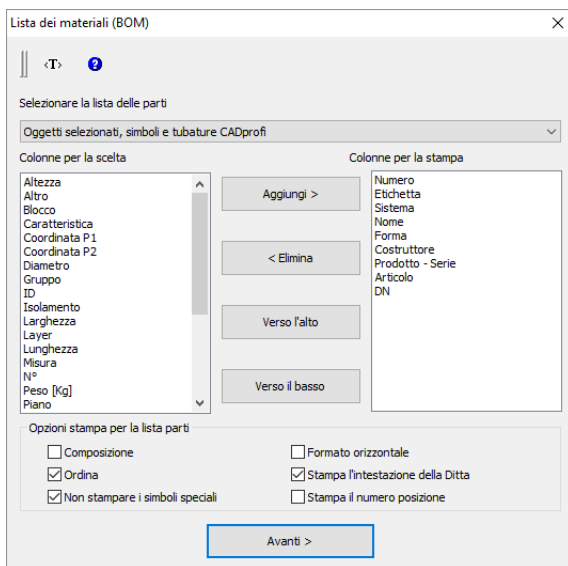 Lista dei materiali (BOM)
<T>
?
Selezionare la lista delle parti
Oggetti selezionati, simboli e tubature CADprofi
Colonne per la scelta
Altezza
Altro
Blocco
Caratteristica
Coordinata P1
Coordinata P2
Diametro
Gruppo
ID
Isolamento
Larghezza
Layer
Lunghezza
Misura
N°
Peso [Kg]
Piano
Aggiungi >
< Elimina
Verso l'alto
Verso il basso
Colonne per la stampa
Numero
Etichetta
Sistema
Nome
Forma
Costruttore
Prodotto - Serie
Articolo
DN
Opzioni stampa per la lista parti
Composizione
Ordina
Non stampare i simboli speciali
Formato orizzontale
Stampa l'intestazione della Ditta
Stampa il numero posizione
Avanti >